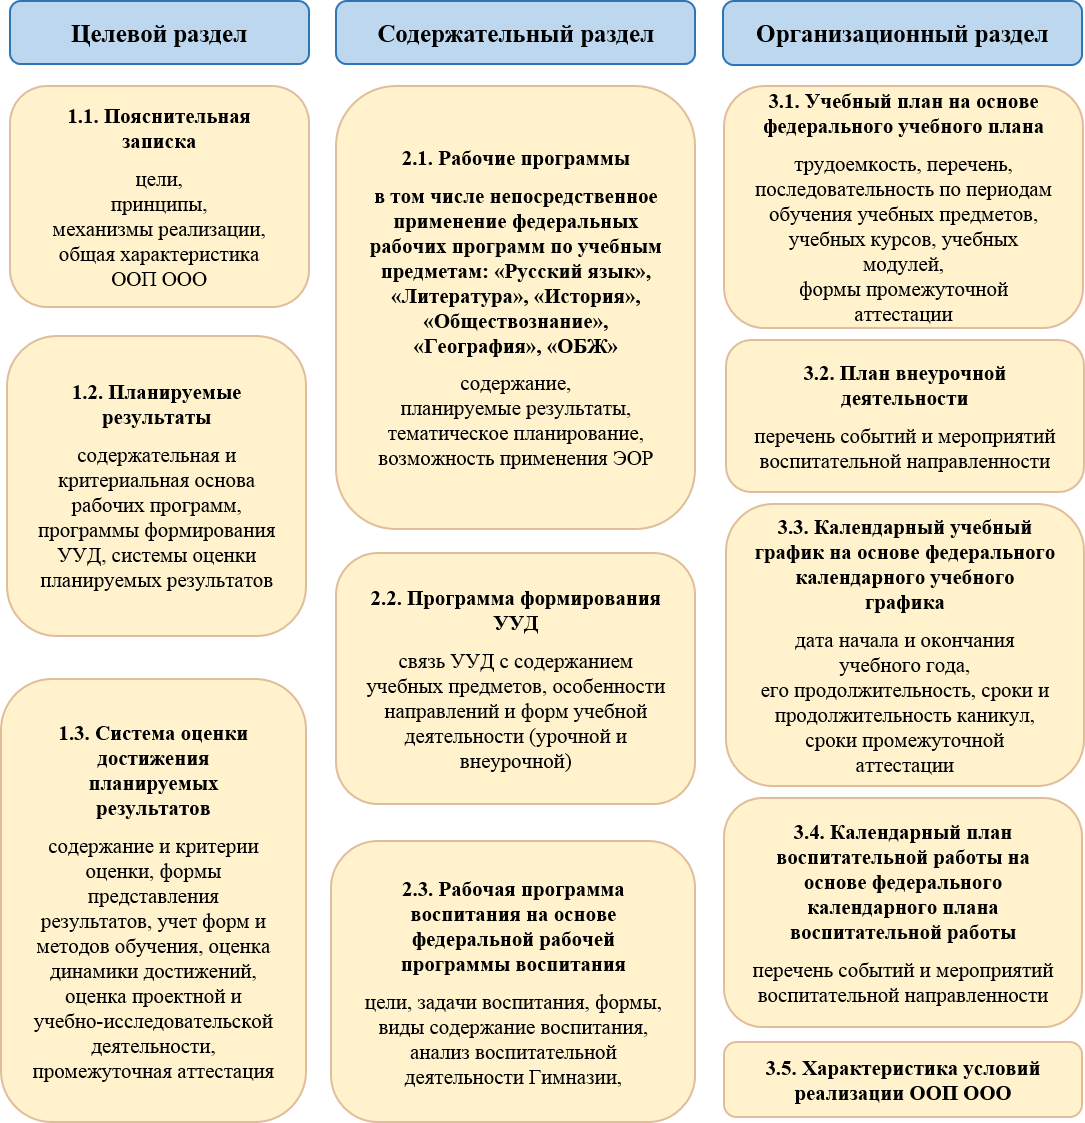 Целевой раздел
1.1. Пояснительная
записка
цели,
принципы,
механизмы реализации,
общая характеристика
ООП ООО
1.2. Планируемые
результаты
содержательная и
критериальная основа
рабочих программ,
программы формирования
УУД, системы оценки
планируемых результатов
1.3. Система оценки
достижения
планируемых
результатов
содержание и критерии
оценки, формы
представления
результатов, учет форм и
методов обучения, оценка
динамики достижений,
оценка проектной и
учебно-исследовательской
деятельности,
промежуточная аттестация
Содержательный раздел
2.1. Рабочие программы
в том числе непосредственное
применение федеральных
рабочих программ по учебным
предметам: «Русский язык»,
«Литература», «История»,
«Обществознание»,
«География», «ОБЖ»
содержание,
планируемые результаты,
тематическое планирование,
возможность применения ЭОР
2.2. Программа формирования
УУД
связь УУД с содержанием
учебных предметов, особенности
направлений и форм учебной
деятельности (урочной и
внеурочной)
2.3. Рабочая программа
воспитания на основе
федеральной рабочей
программы воспитания
цели, задачи воспитания, формы,
виды содержание воспитания,
анализ воспитательной
деятельности Гимназии,
Организационный раздел
3.1. Учебный план на основе
федерального учебного плана
трудоемкость, перечень,
последовательность по периодам
обучения учебных предметов,
учебных курсов, учебных
модулей,
формы промежуточной
аттестации
3.2. План внеурочной
деятельности
перечень событий и мероприятий
воспитательной направленности
3.3. Календарный учебный
график на основе федерального
календарного учебного
графика
дата начала и окончания
учебного года,
его продолжительность, сроки и
продолжительность каникул,
сроки промежуточной
аттестации
3.4. Календарный план
воспитательной работы на
основе федерального
календарного плана
воспитательной работы
перечень событий и мероприятий
воспитательной направленности
3.5. Характеристика условий
реализации ООП ООО